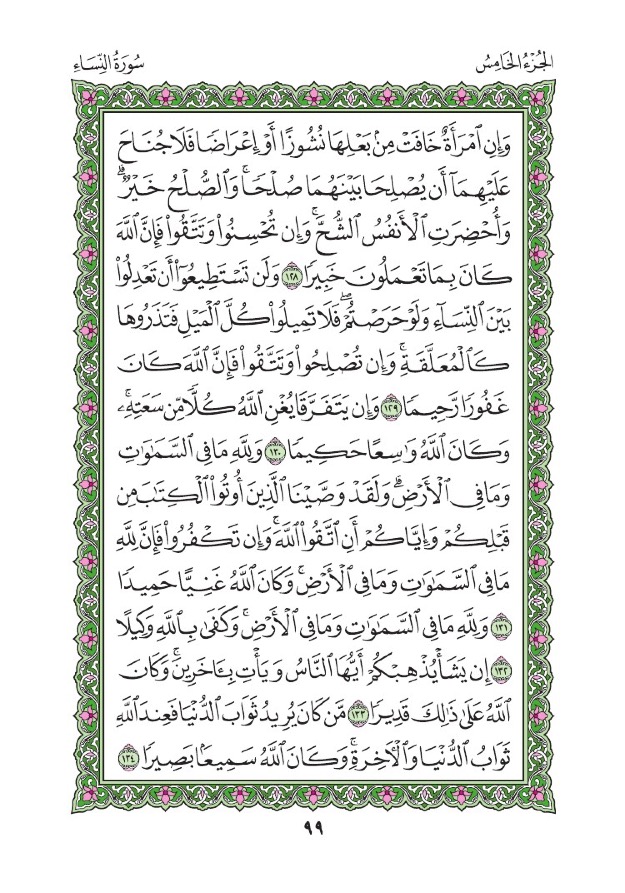 الجُزْءُ الخَامِسُ
سُورَةُ النِّسَاءِ
وَإِنِ ٱمْرَأَةٌ خَافَتْ مِنۢ بَعْلِهَا نُشُوزًا أَوْ إِعْرَاضًا فَلَا جُنَاحَ
عَلَيْهِمَآ أَن يُصْلِحَا بَيْنَهُمَا صُلْحًاۚ وَٱلصُّلْحُ خَيْرٌۗ
وَأُحْضِرَتِ ٱلْأَنفُسُ ٱلشُّحَّۚ وَإِن تُحْسِنُوا۟ وَتَتَّقُوا۟ فَإِنَّ ٱللَّهَ
كَانَ بِمَا تَعْمَلُونَ خَبِيرًا ١٢٨ وَلَن تَسْتَطِيعُوٓا۟ أَن تَعْدِلُوا۟
بَيْنَ ٱلنِّسَآءِ وَلَوْ حَرَصْتُمْۖ فَلَا تَمِيلُوا۟ كُلَّ ٱلْمَيْلِ فَتَذَرُوهَا
كَٱلْمُعَلَّقَةِۚ وَإِن تُصْلِحُوا۟ وَتَتَّقُوا۟ فَإِنَّ ٱللَّهَ كَانَ
غَفُورًا رَّحِيمًا ١٢٩ وَإِن يَتَفَرَّقَا يُغْنِ ٱللَّهُ كُلًّا مِّن سَعَتِهِۦۚ
وَكَانَ ٱللَّهُ وَٰسِعًا حَكِيمًا ١٣٠ وَلِلَّهِ مَا فِى ٱلسَّمَٰوَٰتِ
وَمَا فِى ٱلْأَرْضِۗ وَلَقَدْ وَصَّيْنَا ٱلَّذِينَ أُوتُوا۟ ٱلْكِتَٰبَ مِن
قَبْلِكُمْ وَإِيَّاكُمْ أَنِ ٱتَّقُوا۟ ٱللَّهَۚ وَإِن تَكْفُرُوا۟ فَإِنَّ لِلَّهِ
مَا فِى ٱلسَّمَٰوَٰتِ وَمَا فِى ٱلْأَرْضِۚ وَكَانَ ٱللَّهُ غَنِيًّا حَمِيدًا
١٣١ وَلِلَّهِ مَا فِى ٱلسَّمَٰوَٰتِ وَمَا فِى ٱلْأَرْضِۚ وَكَفَىٰ بِٱللَّهِ وَكِيلًا
١٣٢ إِن يَشَأْ يُذْهِبْكُمْ أَيُّهَا ٱلنَّاسُ وَيَأْتِ بِـَٔاخَرِينَۚ وَكَانَ
ٱللَّهُ عَلَىٰ ذَٰلِكَ قَدِيرًا ١٣٣ مَّن كَانَ يُرِيدُ ثَوَابَ ٱلدُّنْيَا فَعِندَ ٱللَّهِ
ثَوَابُ ٱلدُّنْيَا وَٱلْـَٔاخِرَةِۚ وَكَانَ ٱللَّهُ سَمِيعًۢا بَصِيرًا ١٣٤
٩٩